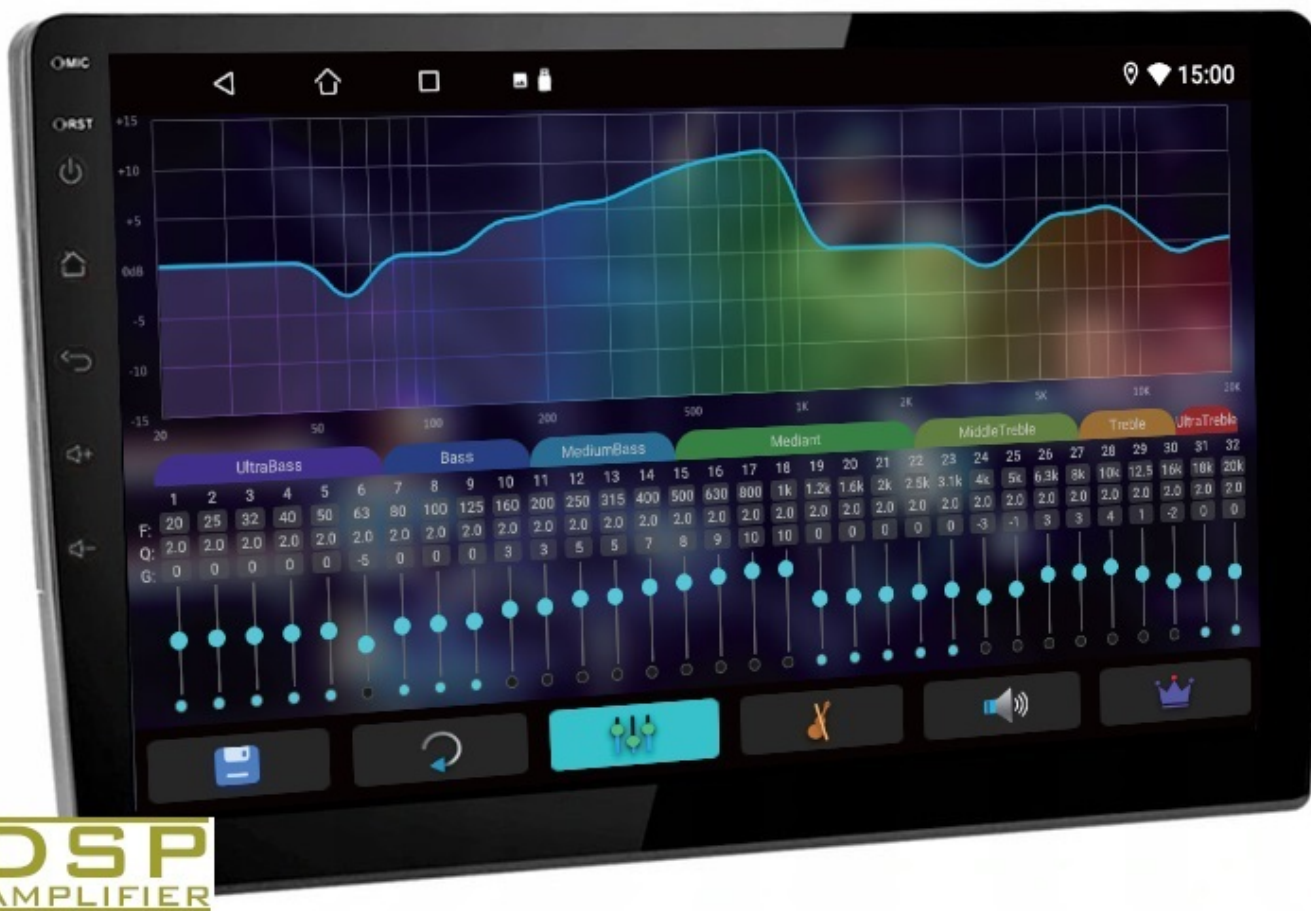 MIC
15:00
RST
+15
+10
+5
0dB
-5
-10
-15
20 50 100 200 500 1K 2K 5K 10K 20K
UltraBass Bass MediumBass Mediant MiddleTreble Treble UltraTreble
1 2 3 4 5 6 7 8 9 10 11 12 13 14 15 16 17 18 19 20 21 22 23 24 25 26 27 28 29 30 31 32
F: 20 25 32 40 50 63 80 100 125 160 200 250 315 400 500 630 800 1k 1.2k 1.6k 2k 2.5k 3.1k 4k 5k 6.3k 8k 10k 12.5 16k 18k 20k
Q: 2.0 2.0 2.0 2.0 2.0 2.0 2.0 2.0 2.0 2.0 2.0 2.0 2.0 2.0 2.0 2.0 2.0 2.0 2.0 2.0 2.0 2.0 2.0 2.0 2.0 2.0 2.0 2.0 2.0 2.0 2.0 2.0
G: 0 0 0 0 0 -5 0 0 0 3 3 5 5 7 8 9 10 10 0 0 0 0 0 -3 -1 3 3 4 1 -2 0 0
DSP
AMPLIFIER